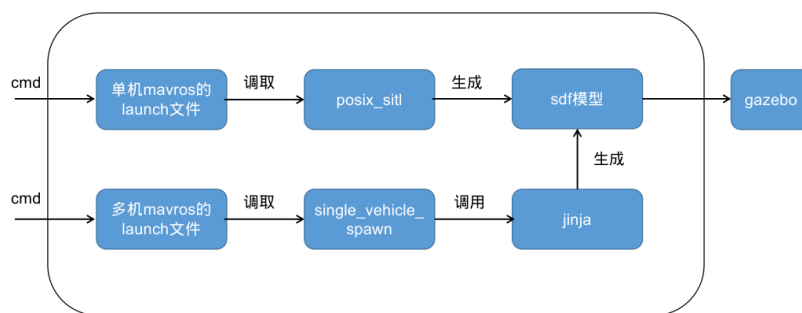 cmd
单机mavros的
launch文件
调取
posix_sitl
生成
sdf模型
gazebo
生成
cmd
多机mavros的
launch文件
调取
single_vehicle_
spawn
调用
jinja